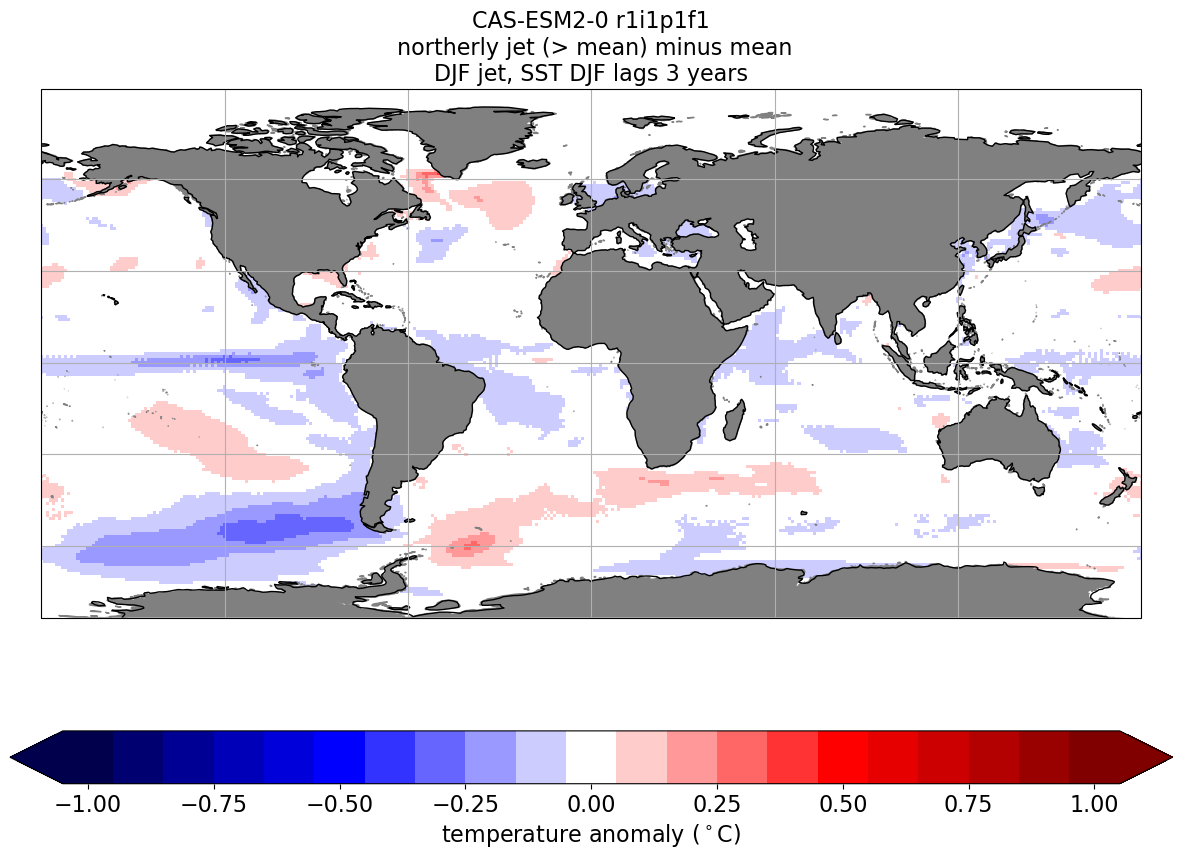 CAS-ESM2-0 r1i1p1f1
northerly jet (> mean) minus mean
DJF jet, SST DJF lags 3 years
−1.00 −0.75 −0.50 −0.25 0.00 0.25 0.50 0.75 1.00
temperature anomaly (°C)